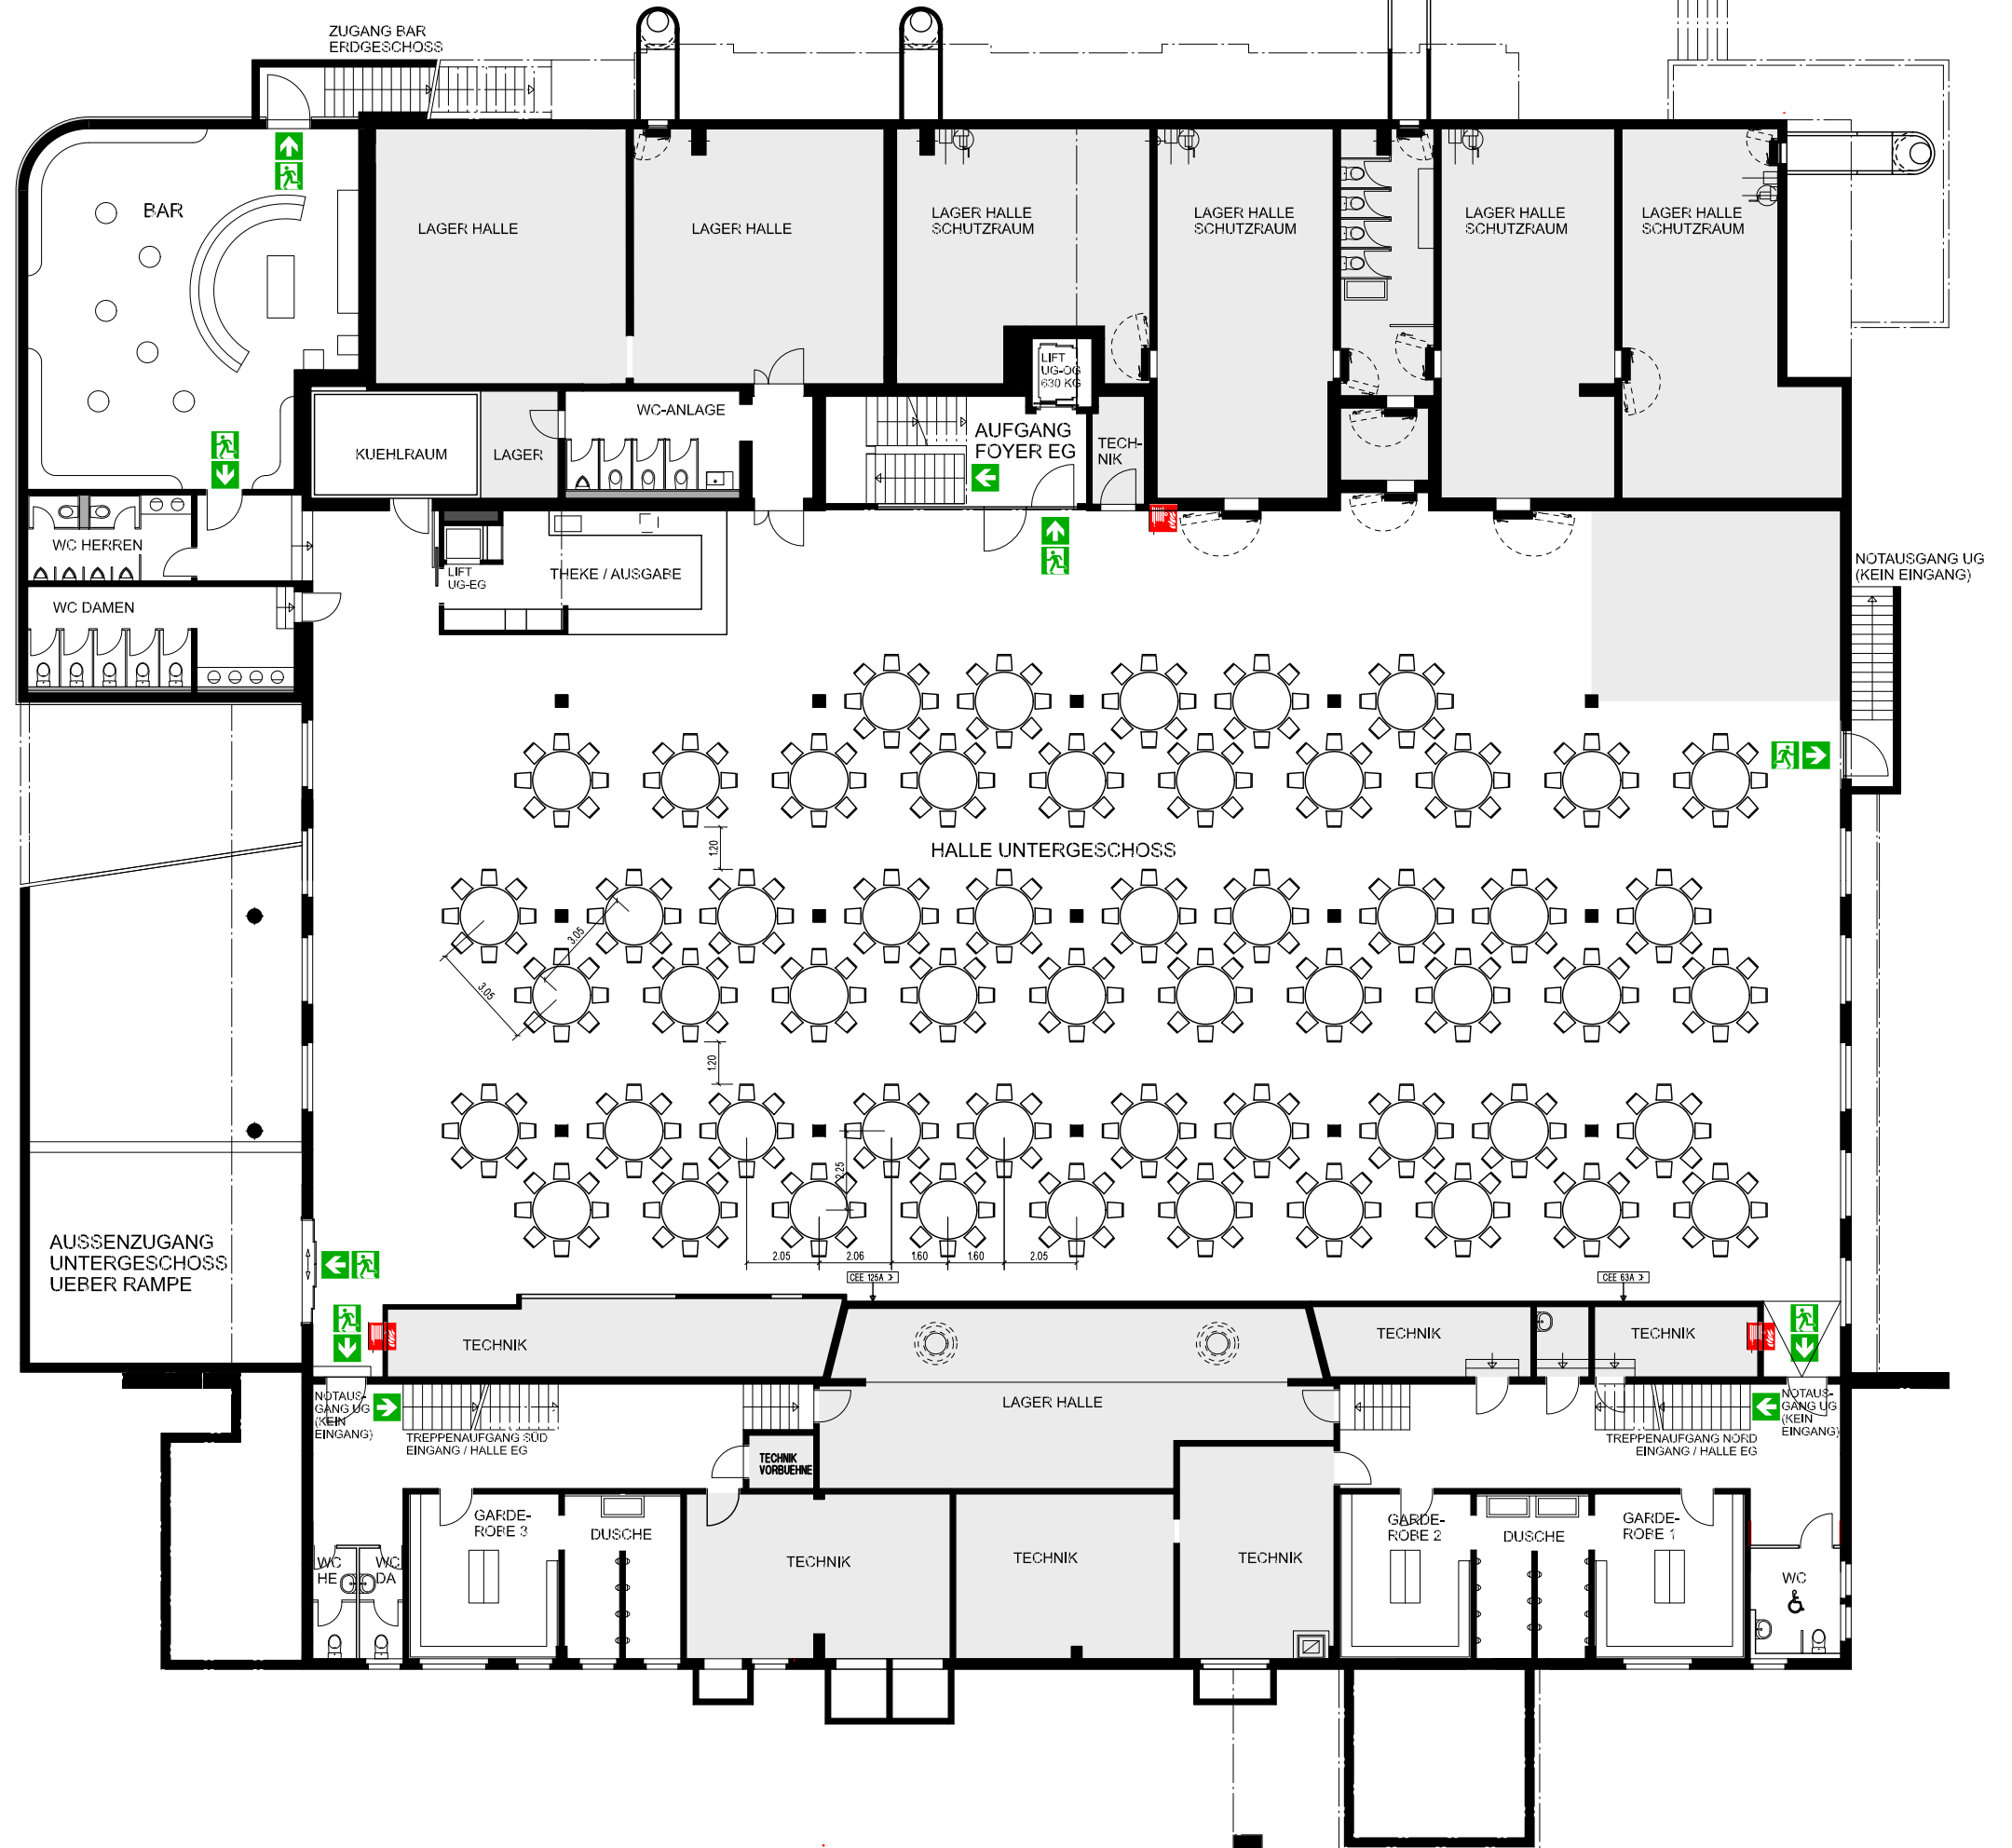 ZUGANG BAR
ERDGESCHOSS
BAR
LAGER HALLE
LAGER HALLE
LAGER HALLE
SCHUTZRAUM
LAGER HALLE
SCHUTZRAUM
LAGER HALLE
SCHUTZRAUM
LAGER HALLE
SCHUTZRAUM
LIFT
UG-OG
630 KG
WC-ANLAGE
KUEHLRAUM
LAGER
AUFGANG
FOYER EG
TECH-
NIK
WC HERREN
LIFT
UG-EG
THEKE / AUSGABE
NOTAUSGANG UG
(KEIN EINGANG)
WC DAMEN
HALLE UNTERGESCHOSS
1.20
3.05
3.05
1.20
2.25
AUSSENZUGANG
UNTERGESCHOSS
UEBER RAMPE
2.05
2.06
1.60
1.60
2.05
CEE 125A
CEE 63A
TECHNIK
TECHNIK
TECHNIK
NOTAUS-
GANG UG
(KEIN
EINGANG)
TREPPENAUFGANG SÜD
EINGANG / HALLE EG
LAGER HALLE
NOTAUS-
GANG UG
(KEIN
EINGANG)
TREPPENAUFGANG NORD
EINGANG / HALLE EG
TECHNIK
VORBUEHNE
GARDE-
ROBE 3
DUSCHE
TECHNIK
TECHNIK
TECHNIK
GARDE-
ROBE 2
DUSCHE
GARDE-
ROBE 1
WC
HE
WC
DA
WC